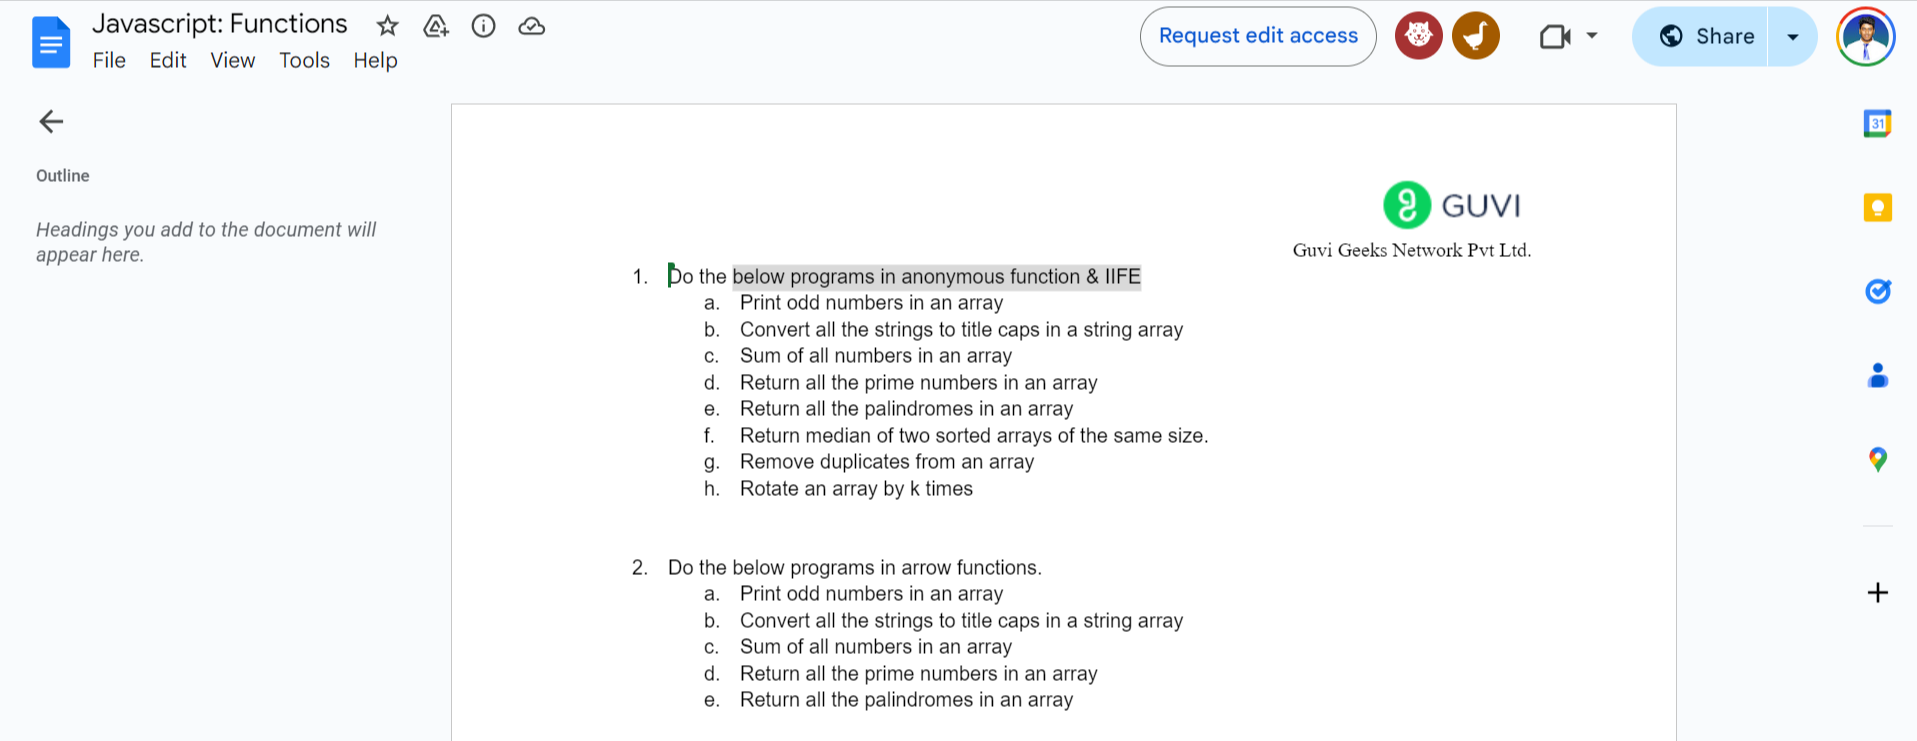 Javascript: Functions
File Edit View Tools Help
Request edit access
Share
31
Outline
Headings you add to the document will
appear here.
GUVI
Guvi Geeks Network Pvt Ltd.
1. Do the below programs in anonymous function & IIFE
a. Print odd numbers in an array
b. Convert all the strings to title caps in a string array
c. Sum of all numbers in an array
d. Return all the prime numbers in an array
e. Return all the palindromes in an array
f. Return median of two sorted arrays of the same size.
g. Remove duplicates from an array
h. Rotate an array by k times
2. Do the below programs in arrow functions.
a. Print odd numbers in an array
b. Convert all the strings to title caps in a string array
c. Sum of all numbers in an array
d. Return all the prime numbers in an array
e. Return all the palindromes in an array